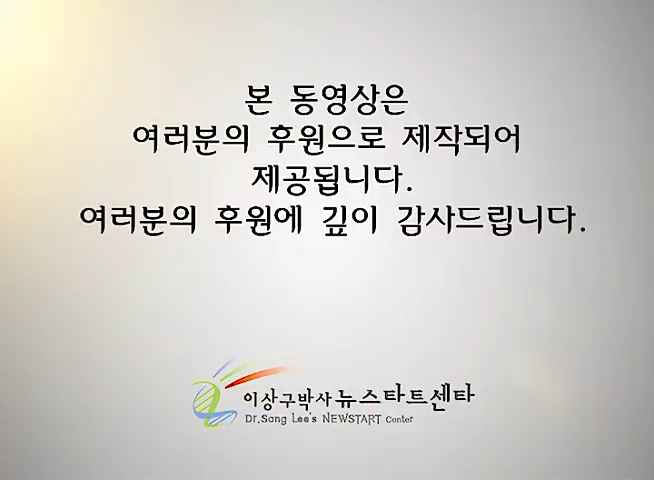 본 동영상은
여러분의 후원으로 제작되어
제공됩니다.
여러분의 후원에 깊이 감사드립니다.
이상구박사뉴스타트센타
Dr.Sang Lee's NEWSTART Center